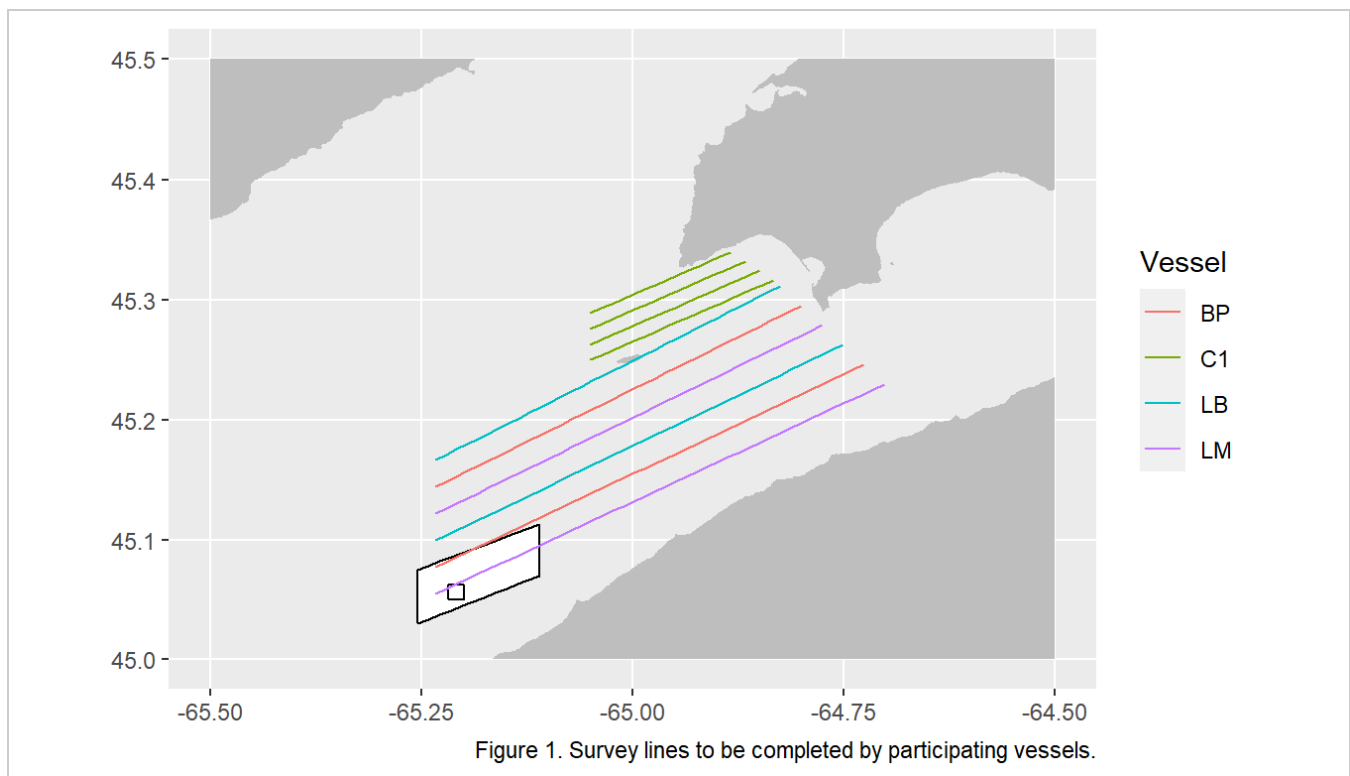 45.5
45.4
45.3
45.2
45.1
45.0
-65.50
-65.25
-65.00
-64.75
-64.50
Vessel
BP
C1
LB
LM
Figure 1. Survey lines to be completed by participating vessels.